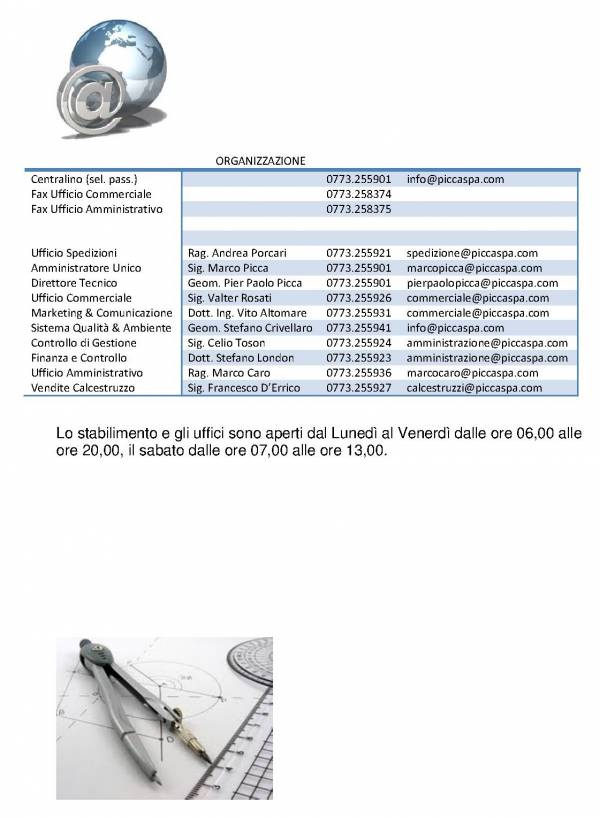 @
ORGANIZZAZIONE
Centralino (sel. pass.) 0773.255901 info@piccaspa.com
Fax Ufficio Commerciale 0773.258374
Fax Ufficio Amministrativo 0773.258375
Ufficio Spedizioni Rag. Andrea Porcari 0773.255921 spedizione@piccaspa.com
Amministratore Unico Sig. Marco Picca 0773.255901 marcopicca@piccaspa.com
Direttore Tecnico Geom. Pier Paolo Picca 0773.255901 pierpaolopicca@piccaspa.com
Ufficio Commerciale Sig. Valter Rosati 0773.255926 commerciale@piccaspa.com
Marketing & Comunicazione Dott. Ing. Vito Altomare 0773.255931 commerciale@piccaspa.com
Sistema Qualità & Ambiente Geom. Stefano Crivellaro 0773.255941 info@piccaspa.com
Controllo di Gestione Sig. Celio Toson 0773.255924 amministrazione@piccaspa.com
Finanza e Controllo Dott. Stefano London 0773.255923 amministrazione@piccaspa.com
Ufficio Amministrativo Rag. Marco Caro 0773.255936 marcocaro@piccaspa.com
Vendite Calcestruzzo Sig. Francesco D'Errico 0773.255927 calcestruzzi@piccaspa.com
Lo stabilimento e gli uffici sono aperti dal Lunedì al Venerdì dalle ore 06,00 alle
ore 20,00, il sabato dalle ore 07,00 alle ore 13,00.